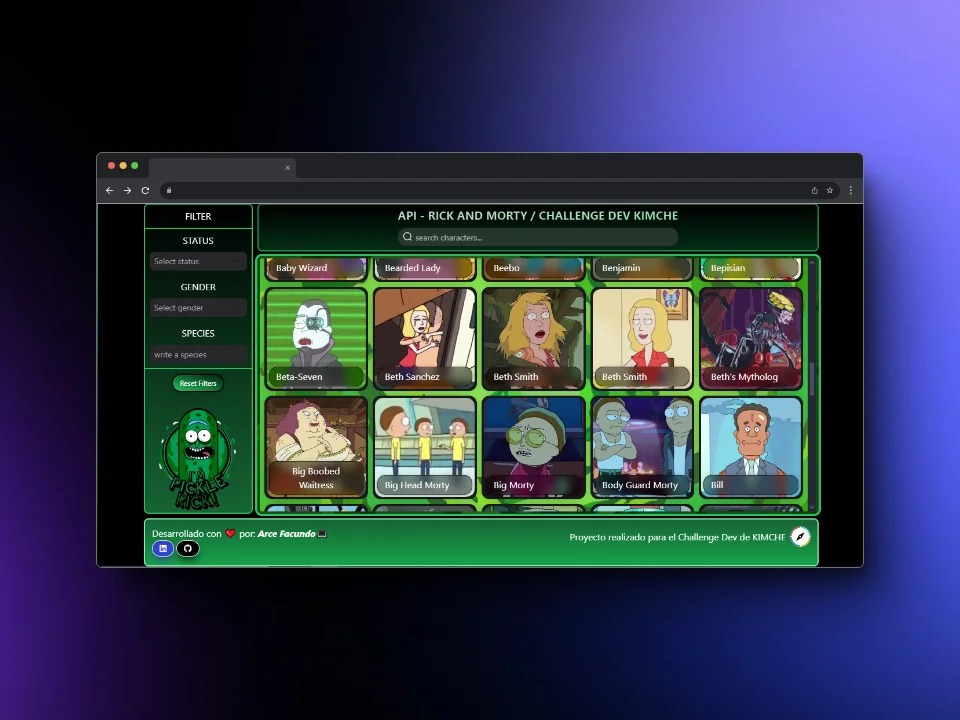 FILTER
STATUS
Select status
GENDER
Select gender
SPECIES
write a species
Reset Filters
I'M
PICKLE
RICK!
API - RICK AND MORTY / CHALLENGE DEV KIMCHE
search characters...
Baby Wizard
Bearded Lady
Beebo
Benjamin
Bepisian
Beta-Seven
Beth Sanchez
Beth Smith
Beth Smith
Beth's Mytholog
Big Boobed
Waitress
Big Head Morty
Big Morty
Body Guard Morty
Bill
Desarrollado con ❤️ por: Arce Facundo 💻
Proyecto realizado para el Challenge Dev de KIMCHE